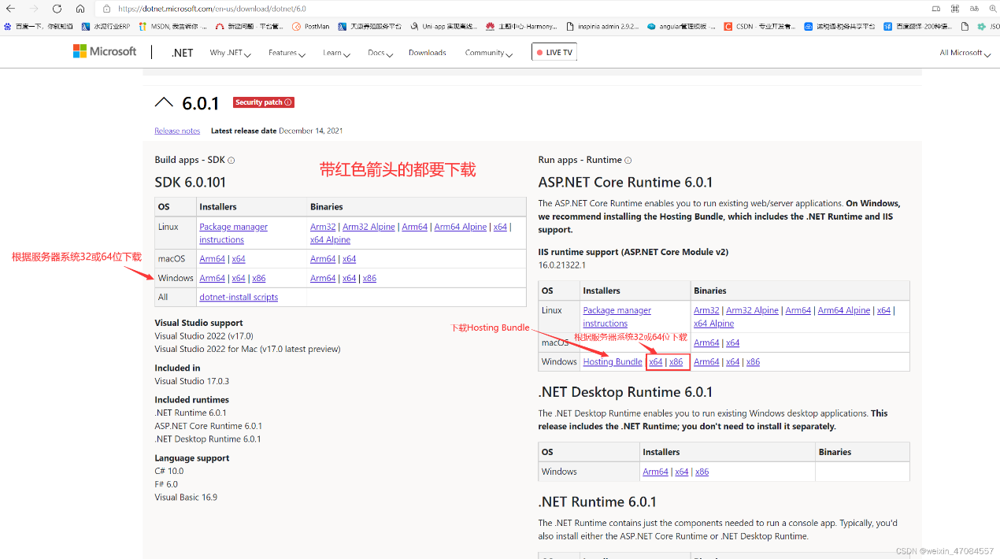 https://dotnet.microsoft.com/en-us/download/dotnet/6.0
百度一下，你就知道 水泥行业ERP MSDN, 我告诉你 -... 新建问题 - 平台管... PostMan 天康养殖服务平台 Uni-app 实现离线... 主题中心-Harmony... inspinia admin 2.9.2... angular管理模板 -... CSDN - 专业开发者... 百度翻译-200种语... JSO
Microsoft .NET Why .NET Features Learn Docs Downloads Community LIVE TV All Microsoft
6.0.1 Security patch
Release notes Latest release date December 14, 2021
Build apps - SDK
带红色箭头的都要下载
SDK 6.0.101
OS Installers Binaries
Linux Package manager instructions Arm32 | Arm32 Alpine | Arm64 | Arm64 Alpine | x64 |
x64 Alpine
根据服务器系统32或64位下载
macOS Arm64 | x64 Arm64 | x64
Windows Arm64 | x64 | x86 Arm64 | x64 | x86
All dotnet-install scripts
Visual Studio support
Visual Studio 2022 (v17.0)
Visual Studio 2022 for Mac (v17.0 latest preview)
Included in
Visual Studio 17.0.3
Included runtimes
.NET Runtime 6.0.1
ASP.NET Core Runtime 6.0.1
.NET Desktop Runtime 6.0.1
Language support
C# 10.0
F# 6.0
Visual Basic 16.9
Run apps - Runtime
ASP.NET Core Runtime 6.0.1
The ASP.NET Core Runtime enables you to run existing web/server applications. On Windows,
we recommend installing the Hosting Bundle, which includes the .NET Runtime and IIS
support.
IIS runtime support (ASP.NET Core Module v2)
16.0.21322.1
OS Installers Binaries
Linux Package manager instructions Arm32 | Arm32 Alpine | Arm64 | Arm64 Alpine | x64 |
x64 Alpine
下载Hosting Bundle
根据服务器系统32或64位下载
macOS Arm64 | x64
Windows Hosting Bundle x64 | x86 Arm64 | x64 | x86
.NET Desktop Runtime 6.0.1
The .NET Desktop Runtime enables you to run existing Windows desktop applications. This
release includes the .NET Runtime; you don't need to install it separately.
OS Installers Binaries
Windows Arm64 | x64 | x86
.NET Runtime 6.0.1
The .NET Runtime contains just the components needed to run a console app. Typically, you'd
also install either the ASP.NET Core Runtime or .NET Desktop Runtime.
CSDN @weixin_47084557